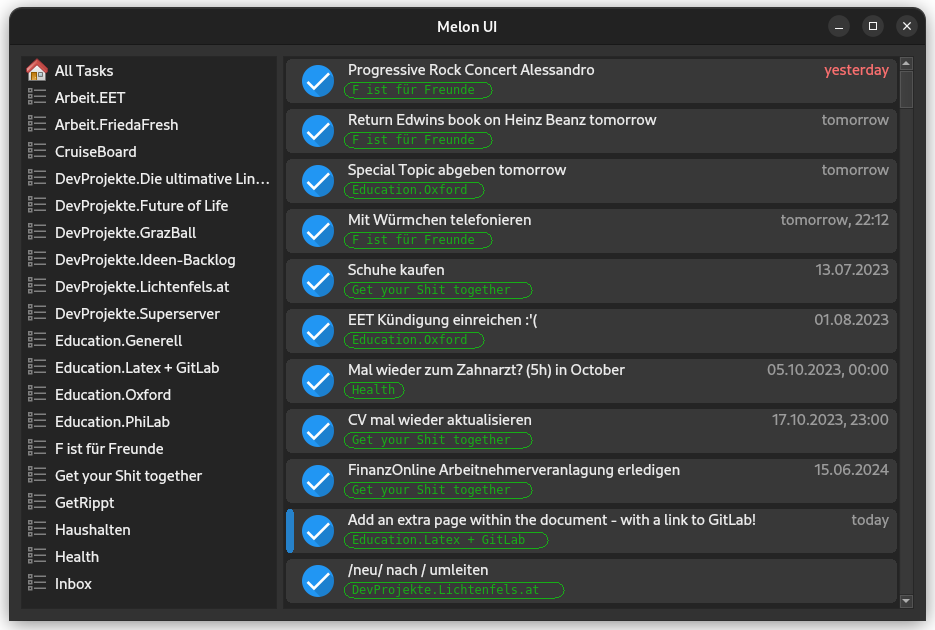 Melon UI
All Tasks
Arbeit.EET
Arbeit.FriedaFresh
CruiseBoard
DevProjekte.Die ultimative Lin...
DevProjekte.Future of Life
DevProjekte.GrazBall
DevProjekte.Ideen-Backlog
DevProjekte.Lichtenfels.at
DevProjekte.Superserver
Education.Generell
Education.Latex + GitLab
Education.Oxford
Education.PhiLab
F ist für Freunde
Get your Shit together
GetRippt
Haushalten
Health
Inbox
Progressive Rock Concert Alessandro yesterday
F ist für Freunde
Return Edwins book on Heinz Beanz tomorrow tomorrow
F ist für Freunde
Special Topic abgeben tomorrow tomorrow
Education.Oxford
Mit Würmchen telefonieren tomorrow, 22:12
F ist für Freunde
Schuhe kaufen 13.07.2023
Get your Shit together
EET Kündigung einreichen :'( 01.08.2023
Education.Oxford
Mal wieder zum Zahnarzt? (5h) in October 05.10.2023, 00:00
Health
CV mal wieder aktualisieren 17.10.2023, 23:00
Get your Shit together
FinanzOnline Arbeitnehmerveranlagung erledigen 15.06.2024
Get your Shit together
Add an extra page within the document - with a link to GitLab! today
Education.Latex + GitLab
/neu/ nach / umleiten
DevProjekte.Lichtenfels.at